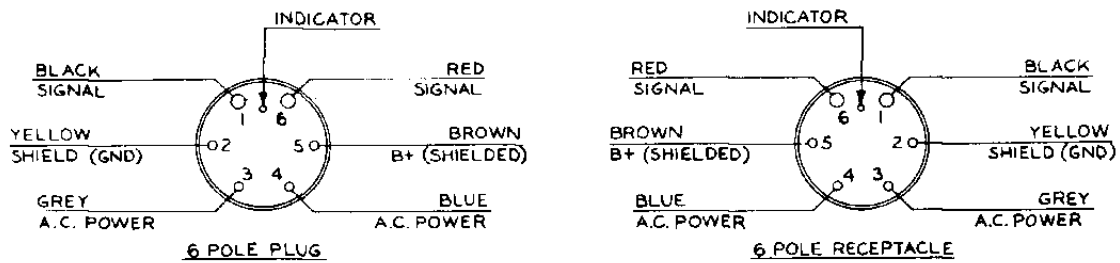 INDICATOR
BLACK
SIGNAL
RED
SIGNAL
1
6
YELLOW
SHIELD (GND)
2
5
BROWN
B+ (SHIELDED)
3
4
GREY
A.C. POWER
BLUE
A.C. POWER
6 POLE PLUG
INDICATOR
RED
SIGNAL
BLACK
SIGNAL
6
1
BROWN
B+ (SHIELDED)
5
2
YELLOW
SHIELD (GND)
4
3
BLUE
A.C. POWER
GREY
A.C. POWER
6 POLE RECEPTACLE